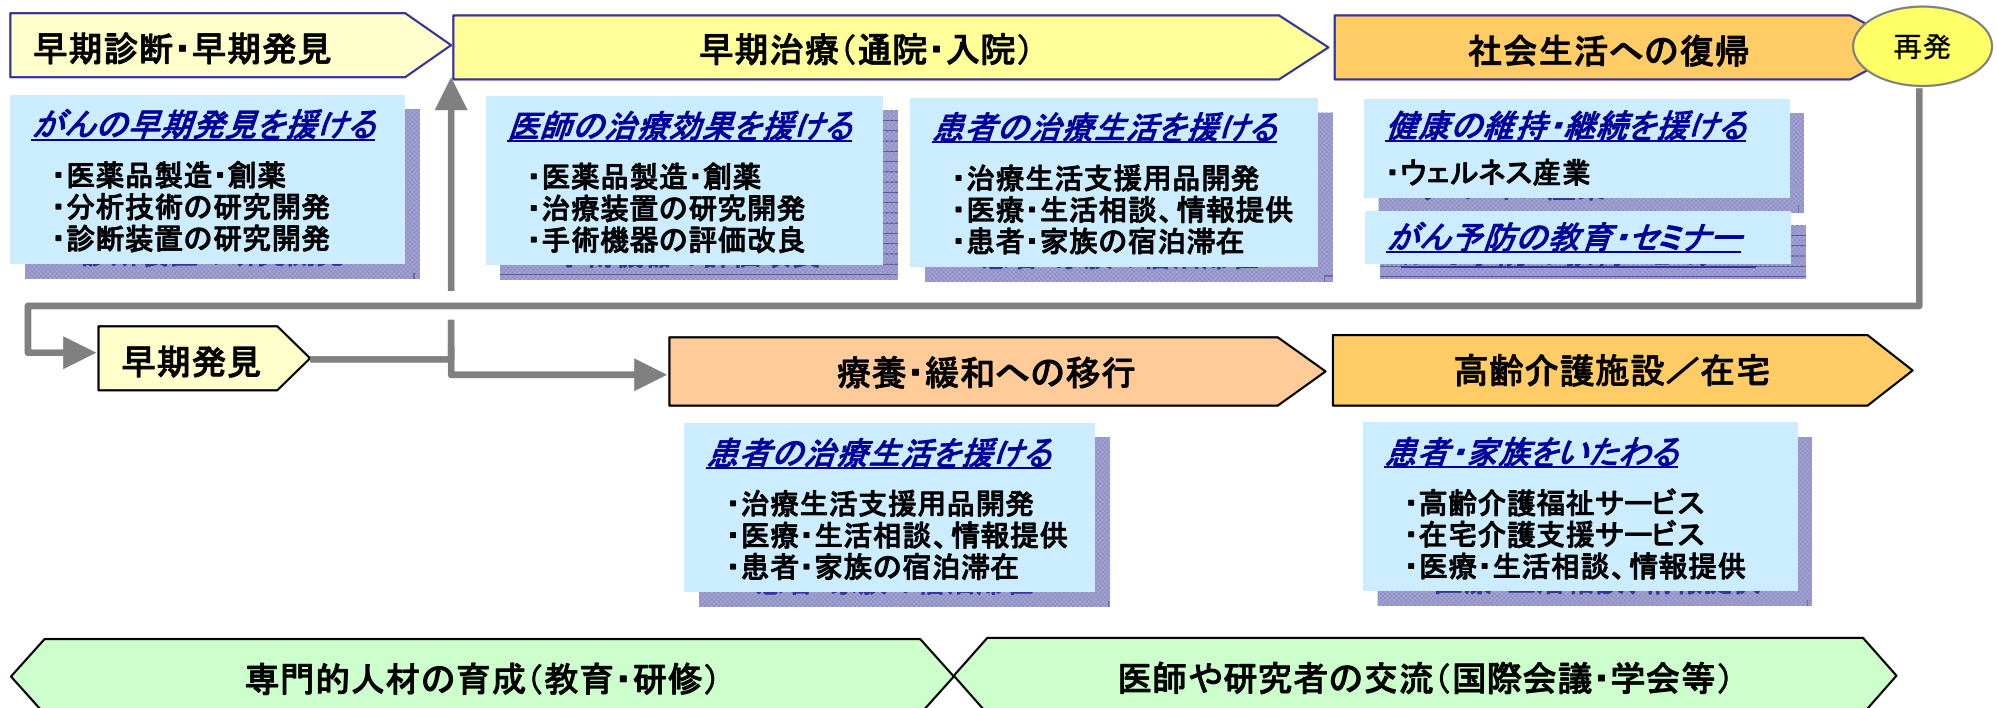 早期診断・早期発見
早期治療（通院・入院）
社会生活への復帰
再発
がんの早期発見を援ける
・医薬品製造・創薬
・分析技術の研究開発
・診断装置の研究開発
医師の治療効果を援ける
・医薬品製造・創薬
・治療装置の研究開発
・手術機器の評価改良
患者の治療生活を援ける
・治療生活支援用品開発
・医療・生活相談、情報提供
・患者・家族の宿泊滞在
健康の維持・継続を援ける
・ウェルネス産業
がん予防の教育・セミナー
早期発見
療養・緩和への移行
高齢介護施設／在宅
患者の治療生活を援ける
・治療生活支援用品開発
・医療・生活相談、情報提供
・患者・家族の宿泊滞在
患者・家族をいたわる
・高齢介護福祉サービス
・在宅介護支援サービス
・医療・生活相談、情報提供
専門的人材の育成（教育・研修）
医師や研究者の交流（国際会議・学会等）